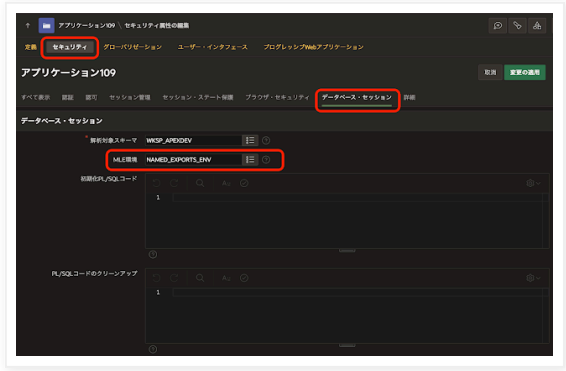 アプリケーション109 \ セキュリティ属性の編集
定義 セキュリティ グローバリゼーション ユーザー・インタフェース プログレッシブWebアプリケーション
アプリケーション109 取消 変更の適用
すべて表示 認証 認可 セッション管理 セッション・ステート保護 ブラウザ・セキュリティ データベース・セッション 詳細
データベース・セッション
* 解析対象スキーマ WKSP_APEXDEV
MLE環境 NAMED_EXPORTS_ENV
初期化PL/SQLコード
1
PL/SQLコードのクリーンアップ
1